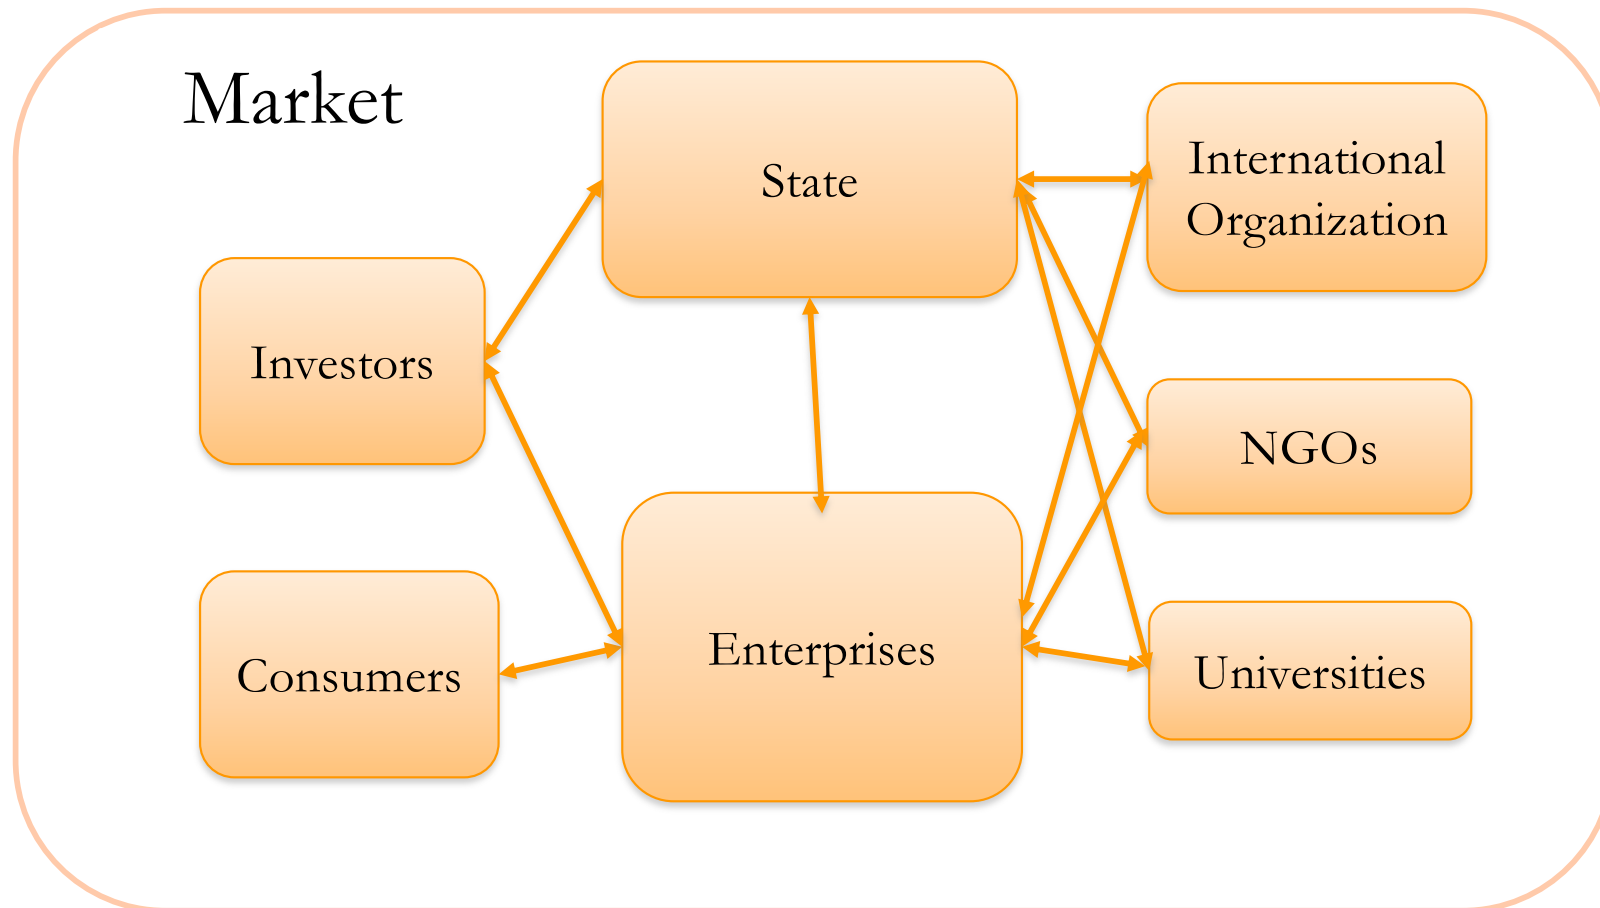 Market
State
International
Organization
Investors
NGOs
Consumers
Enterprises
Universities